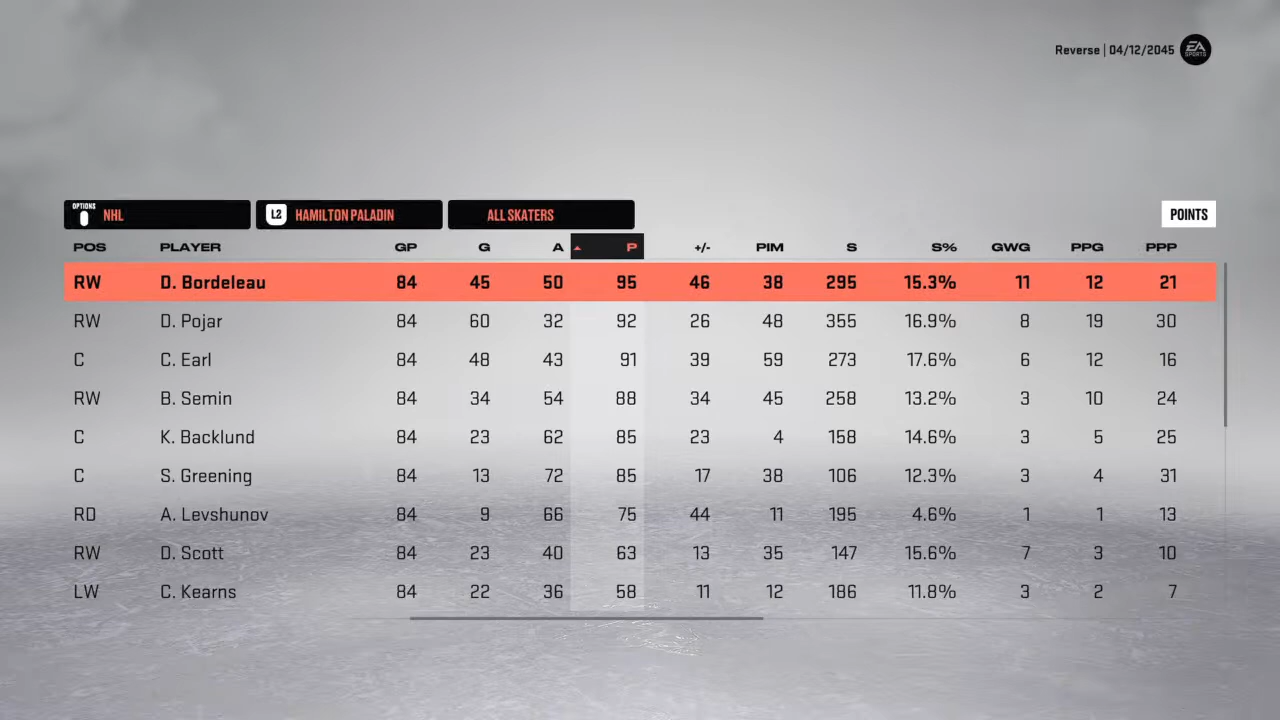 Reverse | 04/12/2045 EA SPORTS
OPTIONS NHL L2 HAMILTON PALADIN ALL SKATERS POINTS
POS PLAYER GP G A P +/- PIM S S% GWG PPG PPP
RW D. Bordeleau 84 45 50 95 46 38 295 15.3% 11 12 21
RW D. Pojar 84 60 32 92 26 48 355 16.9% 8 19 30
C C. Earl 84 48 43 91 39 59 273 17.6% 6 12 16
RW B. Semin 84 34 54 88 34 45 258 13.2% 3 10 24
C K. Backlund 84 23 62 85 23 4 158 14.6% 3 5 25
C S. Greening 84 13 72 85 17 38 106 12.3% 3 4 31
RD A. Levshunov 84 9 66 75 44 11 195 4.6% 1 1 13
RW D. Scott 84 23 40 63 13 35 147 15.6% 7 3 10
LW C. Kearns 84 22 36 58 11 12 186 11.8% 3 2 7